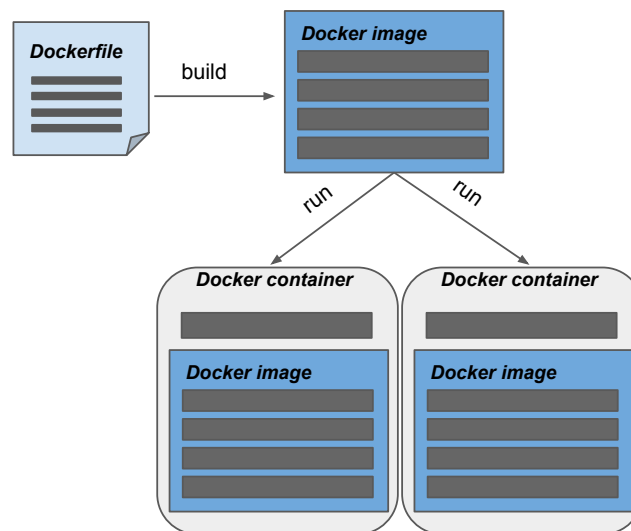 Dockerfile
build
Docker image
run
run
Docker container
Docker container
Docker image
Docker image